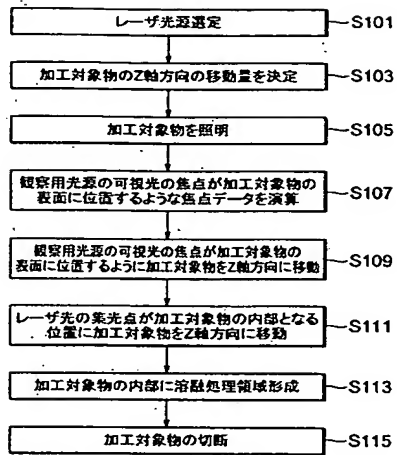 レーザ光源選定
S101
加工対象物のZ軸方向の移動量を決定
S103
加工対象物を照明
S105
観察用光源の可視光の焦点が加工対象物の
表面に位置するような焦点データを演算
S107
観察用光源の可視光の焦点が加工対象物の
表面に位置するように加工対象物をZ軸方向に移動
S109
レーザ光の集光点が加工対象物の内部となる
位置に加工対象物をZ軸方向に移動
S111
加工対象物の内部に溶融処理領域形成
S113
加工対象物の切断
S115